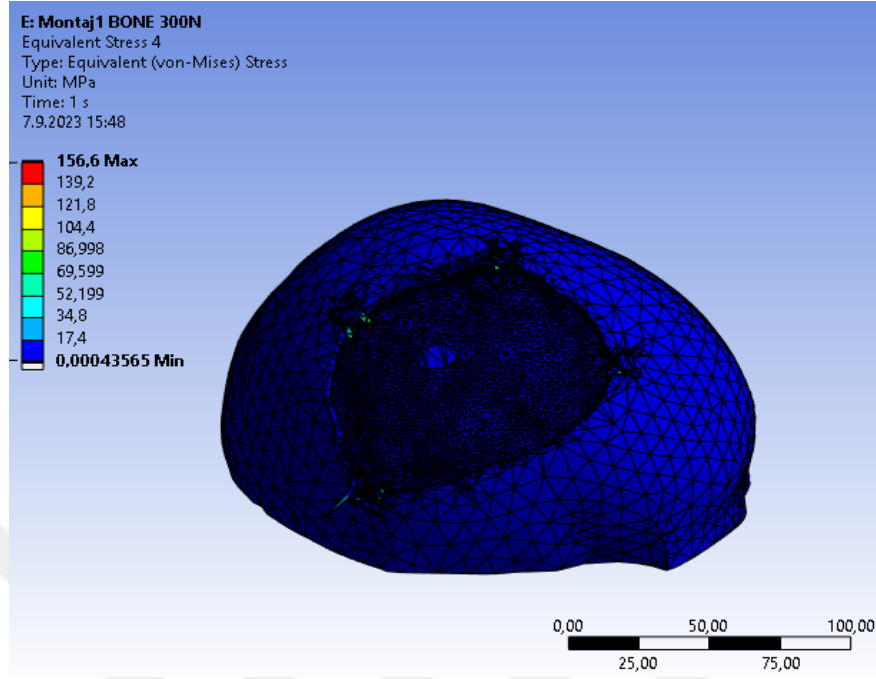 E: Montaj1 BONE 300N
Equivalent Stress 4
Type: Equivalent (von-Mises) Stress
Unit: MPa
Time: 1 s
7.9.2023 15:48
156,6 Max
139,2
121,8
104,4
86,998
69,599
52,199
34,8
17,4
0,00043565 Min
0,00 50,00 100,00
25,00 75,00